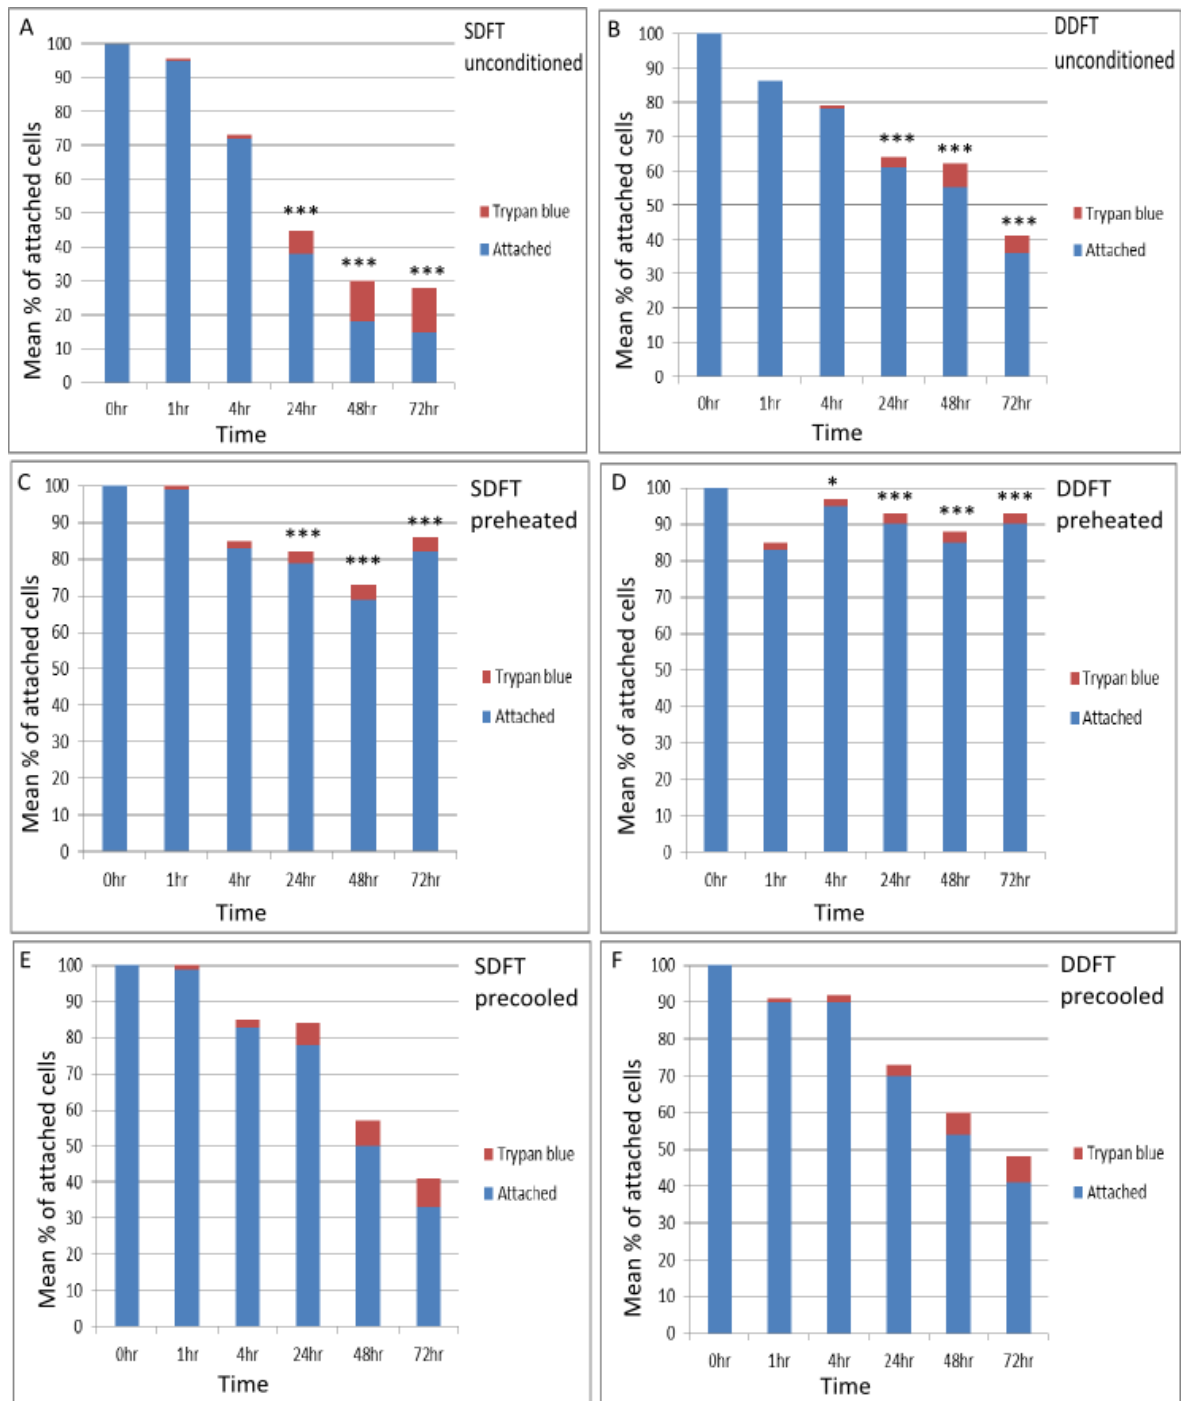 A
SDFT
unconditioned
Mean % of attached cells
100
90
80
70
60
50
40
30
20
10
0
***
***
***
Trypan blue
Attached
0hr 1hr 4hr 24hr 48hr 72hr
Time
B
DDFT
unconditioned
Mean % of attached cells
100
90
80
70
60
50
40
30
20
10
0
***
***
***
Trypan blue
Attached
0hr 1hr 4hr 24hr 48hr 72hr
Time
C
SDFT
preheated
Mean % of attached cells
100
90
80
70
60
50
40
30
20
10
0
***
***
***
Trypan blue
Attached
0hr 1hr 4hr 24hr 48hr 72hr
Time
D
DDFT
preheated
Mean % of attached cells
100
90
80
70
60
50
40
30
20
10
0
*
***
***
***
Trypan blue
Attached
0hr 1hr 4hr 24hr 48hr 72hr
Time
E
SDFT
precooled
Mean % of attached cells
100
90
80
70
60
50
40
30
20
10
0
Trypan blue
Attached
0hr 1hr 4hr 24hr 48hr 72hr
Time
F
DDFT
precooled
Mean % of attached cells
100
90
80
70
60
50
40
30
20
10
0
Trypan blue
Attached
0hr 1hr 4hr 24hr 48hr 72hr
Time